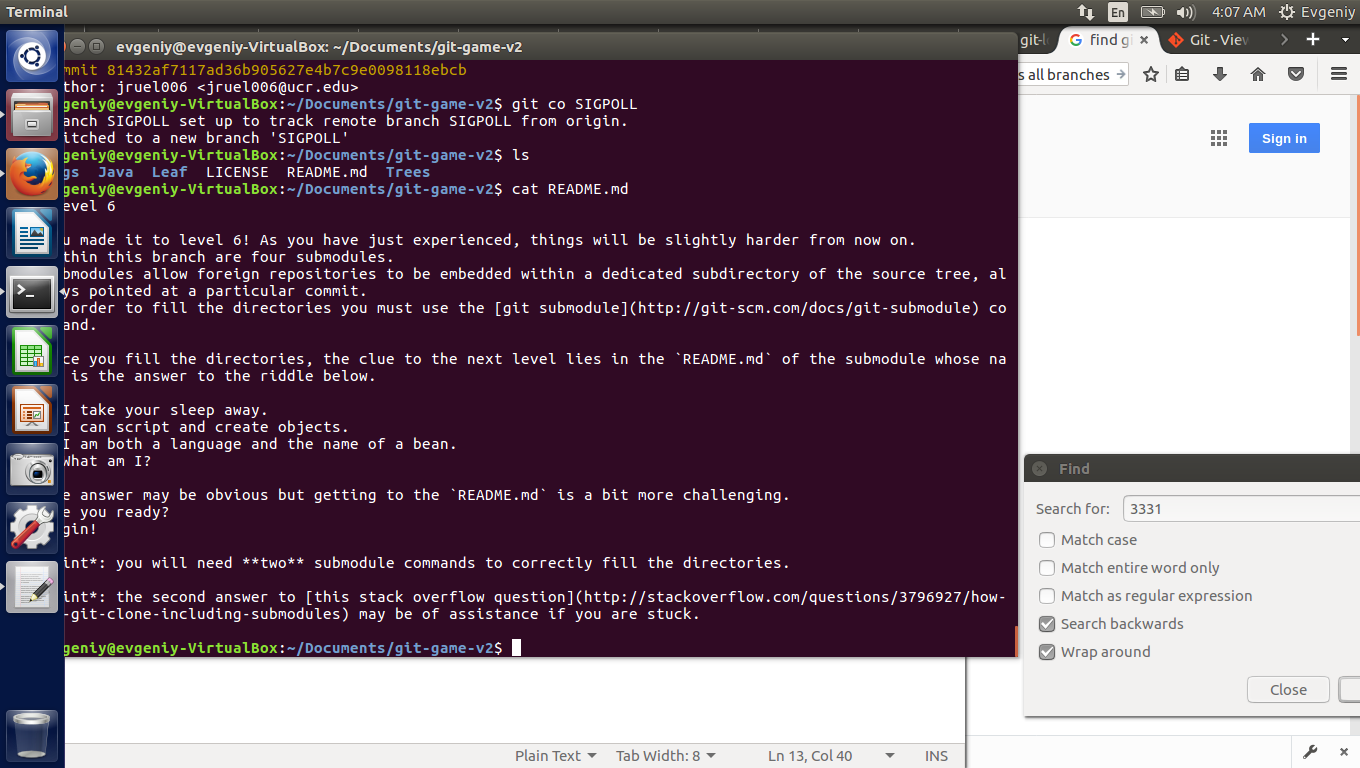 Terminal
En
4:07 AM
Evgeniy
evgeniy@evgeniy-VirtualBox: ~/Documents/git-game-v2
mmit 81432af7117ad36b905627e4b7c9e0098118ebcb
thor: jruel006 <jruel006@ucr.edu>
geniy@evgeniy-VirtualBox:~/Documents/git-game-v2$ git co SIGPOLL
anch SIGPOLL set up to track remote branch SIGPOLL from origin.
itched to a new branch 'SIGPOLL'
geniy@evgeniy-VirtualBox:~/Documents/git-game-v2$ ls
gs Java Leaf LICENSE README.md Trees
geniy@evgeniy-VirtualBox:~/Documents/git-game-v2$ cat README.md
evel 6
u made it to level 6! As you have just experienced, things will be slightly harder from now on.
thin this branch are four submodules.
bmodules allow foreign repositories to be embedded within a dedicated subdirectory of the source tree, al
ys pointed at a particular commit.
order to fill the directories you must use the [git submodule](http://git-scm.com/docs/git-submodule) co
and.
ce you fill the directories, the clue to the next level lies in the `README.md` of the submodule whose na
is the answer to the riddle below.
I take your sleep away.
I can script and create objects.
I am both a language and the name of a bean.
What am I?
e answer may be obvious but getting to the `README.md` is a bit more challenging.
e you ready?
gin!
int*: you will need **two** submodule commands to correctly fill the directories.
int*: the second answer to [this stack overflow question](http://stackoverflow.com/questions/3796927/how-
-git-clone-including-submodules) may be of assistance if you are stuck.
geniy@evgeniy-VirtualBox:~/Documents/git-game-v2$
git-l
find gi
Git - View
s all branches
Sign in
Find
Search for: 3331
Match case
Match entire word only
Match as regular expression
Search backwards
Wrap around
Close
Plain Text
Tab Width: 8
Ln 13, Col 40
INS